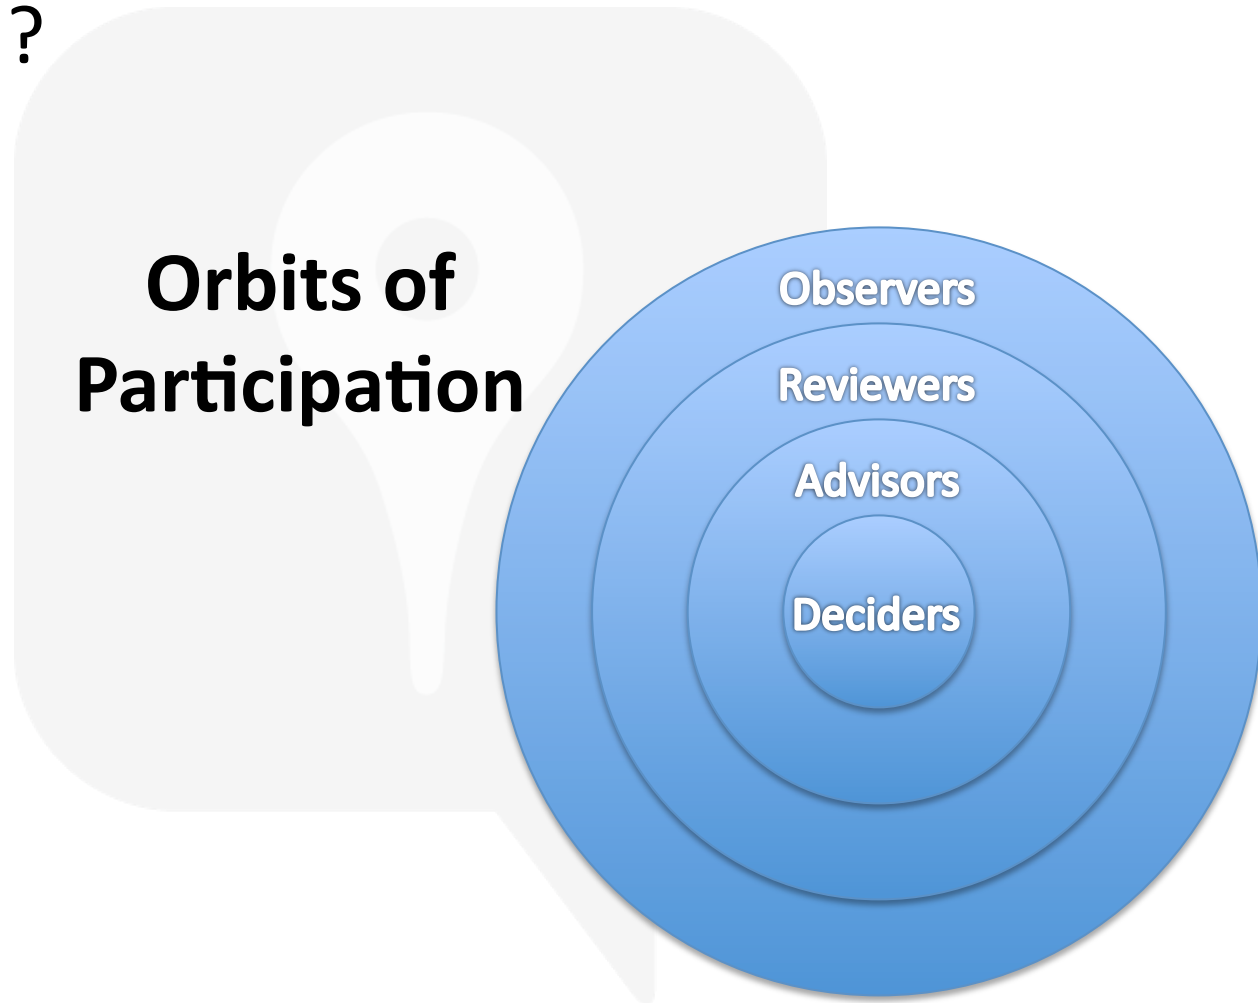 ?
Orbits of
Participation
Observers
Reviewers
Advisors
Deciders